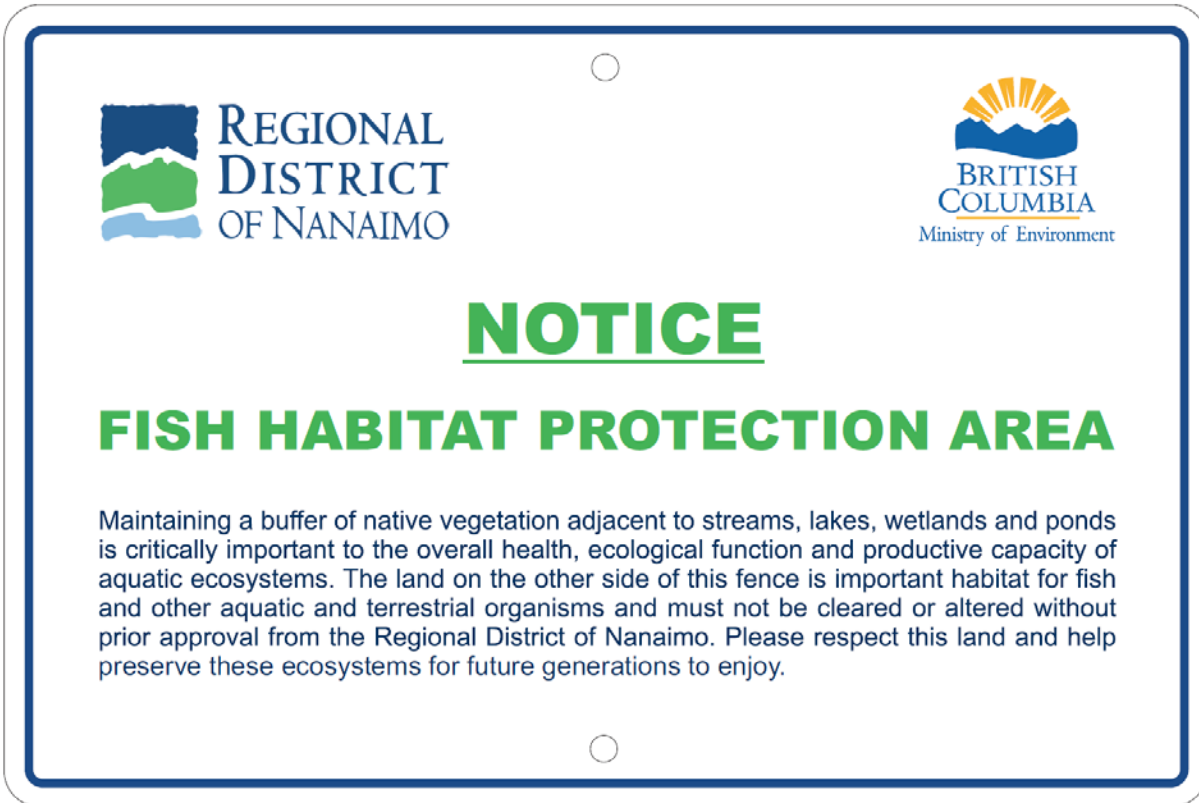 REGIONAL
DISTRICT
OF NANAIMO
BRITISH
COLUMBIA
Ministry of Environment
NOTICE
FISH HABITAT PROTECTION AREA
Maintaining a buffer of native vegetation adjacent to streams, lakes, wetlands and ponds
is critically important to the overall health, ecological function and productive capacity of
aquatic ecosystems. The land on the other side of this fence is important habitat for fish
and other aquatic and terrestrial organisms and must not be cleared or altered without
prior approval from the Regional District of Nanaimo. Please respect this land and help
preserve these ecosystems for future generations to enjoy.